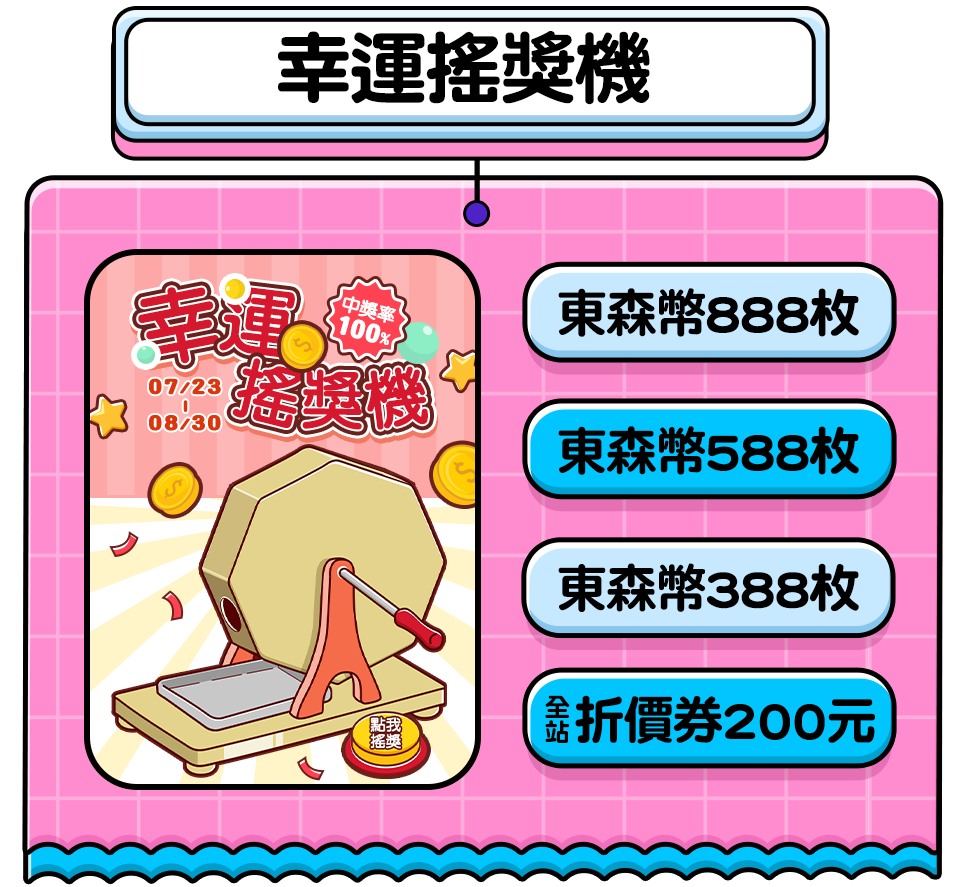 幸運搖獎機
幸運
搖獎機
中獎率
100%
07/23
-
08/30
點我
搖獎
東森幣888枚
東森幣588枚
東森幣388枚
全站折價券200元